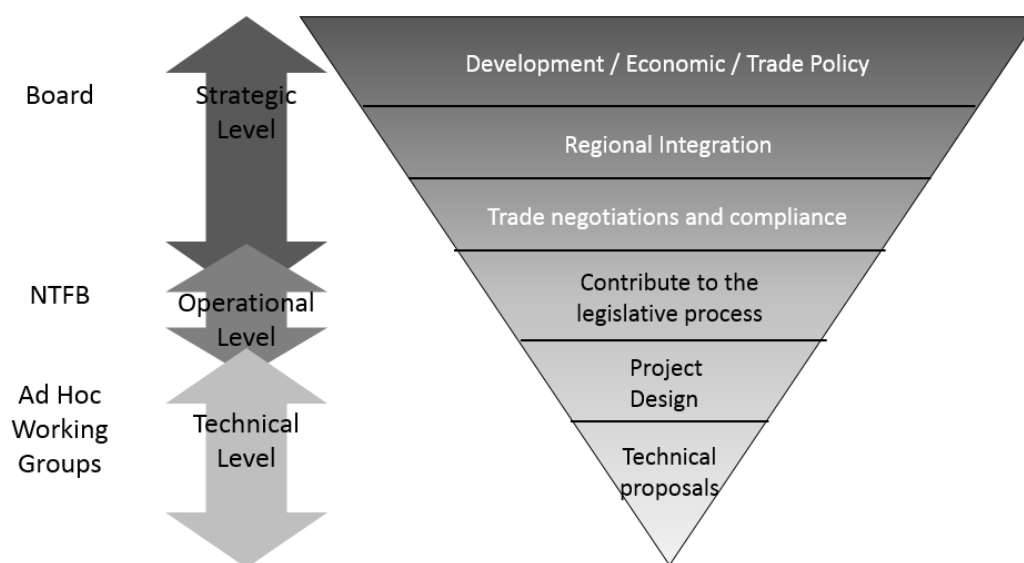 Board
Strategic
Level
Development / Economic / Trade Policy
Regional Integration
Trade negotiations and compliance
NTFB
Operational
Level
Contribute to the
legislative process
Project
Design
Ad Hoc
Working
Groups
Technical
Level
Technical
proposals